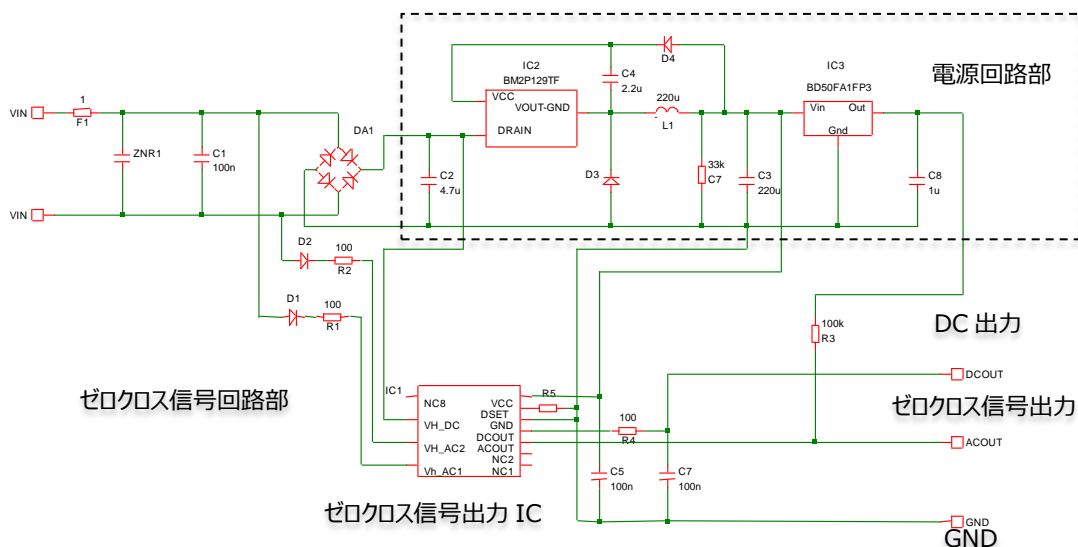 電源回路部
IC2
BM2P129TF
VCC
VOUT-GND
DRAIN
C4
2.2u
D4
220u
L1
IC3
BD50FA1FP3
Vin
Out
Gnd
VIN
1
F1
ZNR1
C1
100n
DA1
C2
4.7u
D3
33k
C7
C3
220u
C8
1u
VIN
D2
100
R2
D1
100
R1
100k
R3
DC 出力
ゼロクロス信号回路部
IC1
NC8
VH_DC
VH_AC2
Vh_AC1
VCC
DSET
GND
DCOUT
ACOUT
NC2
NC1
R5
100
R4
DCOUT
ゼロクロス信号出力
ACOUT
C5
100n
C7
100n
ゼロクロス信号出力 IC
GND
GND